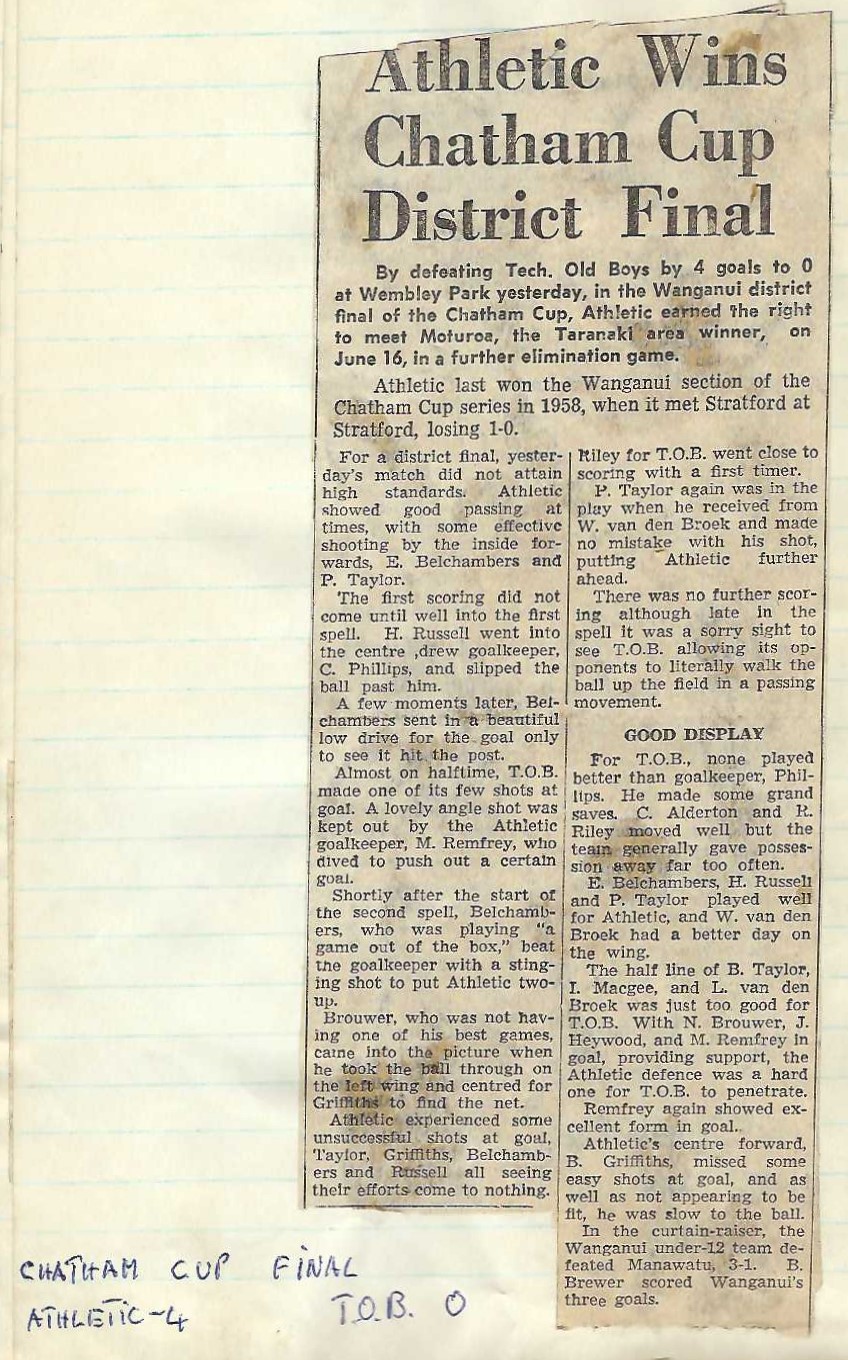 Athletic Wins
Chatham Cup
District Final
By defeating Tech. Old Boys by 4 goals to 0
at Wembley Park yesterday, in the Wanganui district
final of the Chatham Cup, Athletic earned the right
to meet Moturoa, the Taranaki area winner, on
June 16, in a further elimination game.
Athletic last won the Wanganui section of the
Chatham Cup series in 1958, when it met Stratford at
Stratford, losing 1-0.
For a district final, yester-
day's match did not attain
high standards. Athletic
showed good passing at
times, with some effective
shooting by the inside for-
wards, E. Belchambers and
P. Taylor.
The first scoring did not
come until well into the first
spell. H. Russell went into
the centre ,drew goalkeeper,
C. Phillips, and slipped the
ball past him.
A few moments later, Bel-
chambers sent in a beautiful
low drive for the goal only
to see it hit the post.
Almost on halftime, T.O.B.
made one of its few shots at
goal. A lovely angle shot was
kept out by the Athletic
goalkeeper, M. Remfrey, who
dived to push out a certain
goal.
Shortly after the start of
the second spell, Belchamb-
ers, who was playing "a
game out of the box," beat
the goalkeeper with a sting-
ing shot to put Athletic two-
up.
Brouwer, who was not hav-
ing one of his best games,
came into the picture when
he took the ball through on
the left wing and centred for
Griffiths to find the net.
Athletic experienced some
unsuccessful shots at goal,
Taylor, Griffiths, Belchamb-
ers and Russell all seeing
their efforts come to nothing.
Riley for T.O.B. went close to
scoring with a first timer.
P. Taylor again was in the
play when he received from
W. van den Broek and made
no mistake with his shot,
putting Athletic further
ahead.
There was no further scor-
ing although late in the
spell it was a sorry sight to
see T.O.B. allowing its op-
ponents to literally walk the
ball up the field in a passing
movement.
GOOD DISPLAY
For T.O.B., none played
better than goalkeeper, Phil-
lips. He made some grand
saves. C. Alderton and R.
Riley moved well but the
team generally gave posses-
sion away far too often.
E. Belchambers, H. Russell
and P. Taylor played well
for Athletic, and W. van den
Broek had a better day on
the wing.
The half line of B. Taylor,
I. Macgee, and L. van den
Broek was just too good for
T.O.B. With N. Brouwer, J.
Heywood, and M. Remfrey in
goal, providing support, the
Athletic defence was a hard
one for T.O.B. to penetrate.
Remfrey again showed ex-
cellent form in goal..
Athletic's centre forward,
B. Griffiths, missed some
easy shots at goal, and as
well as not appearing to be
fit, he was slow to the ball.
In the curtain-raiser, the
Wanganui under-12 team de-
feated Manawatu, 3-1. B.
Brewer scored Wanganui's
three goals.
CHATHAM CUP FINAL
ATHLETIC-4 T.O.B. 0